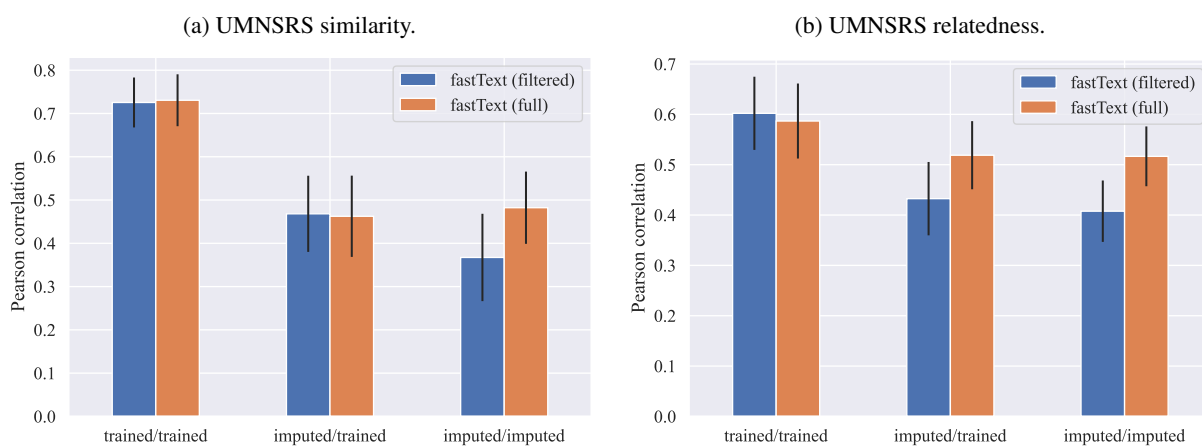 (a) UMNSRS similarity.
0.8
0.7
0.6
0.5
0.4
0.3
0.2
0.1
0.0
Pearson correlation
fastText (filtered)
fastText (full)
trained/trained
imputed/trained
imputed/imputed
(b) UMNSRS relatedness.
0.7
0.6
0.5
0.4
0.3
0.2
0.1
0.0
Pearson correlation
fastText (filtered)
fastText (full)
trained/trained
imputed/trained
imputed/imputed